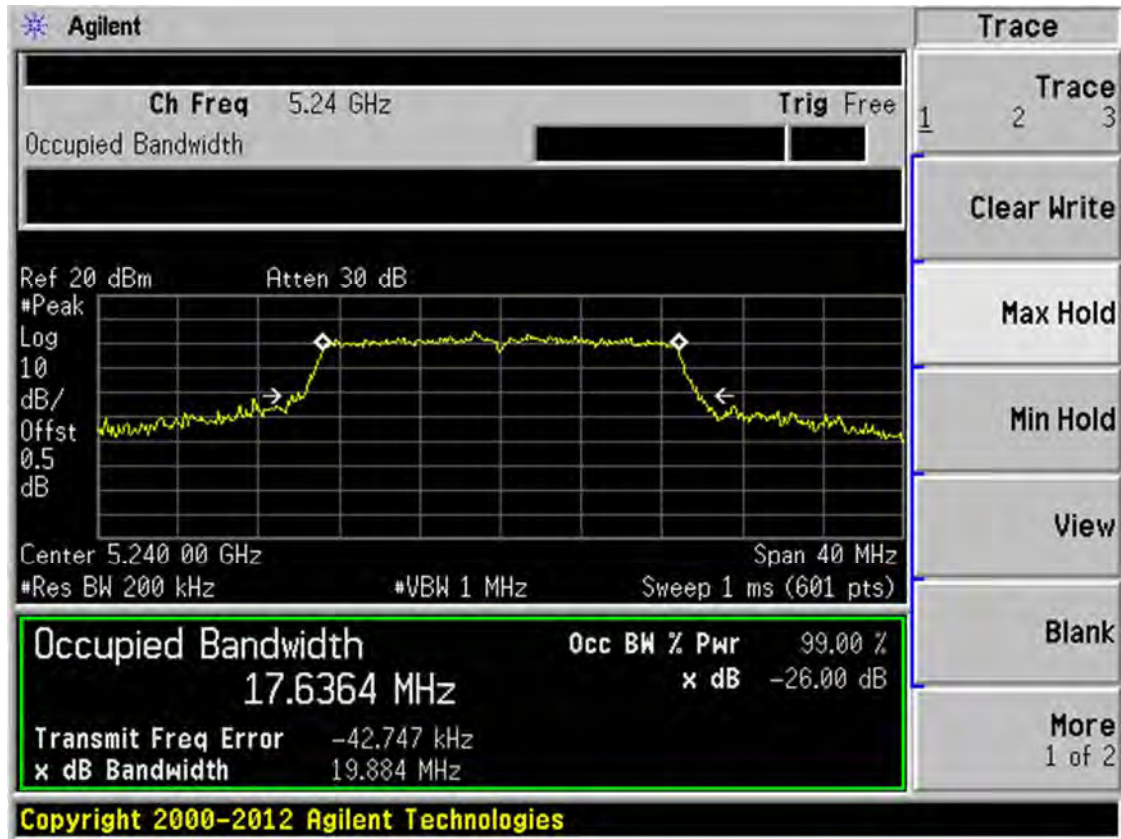 Agilent
Trace
Ch Freq 5.24 GHz Trig Free
Occupied Bandwidth
Trace
1 2 3
Clear Write
Max Hold
Min Hold
View
Blank
More
1 of 2
Ref 20 dBm Atten 30 dB
#Peak
Log
10
dB/
Offst
0.5
dB
Center 5.240 00 GHz Span 40 MHz
#Res BW 200 kHz #VBW 1 MHz Sweep 1 ms (601 pts)
Occupied Bandwidth
17.6364 MHz
Occ BW % Pwr 99.00 %
x dB -26.00 dB
Transmit Freq Error -42.747 kHz
x dB Bandwidth 19.884 MHz
Copyright 2000-2012 Agilent Technologies